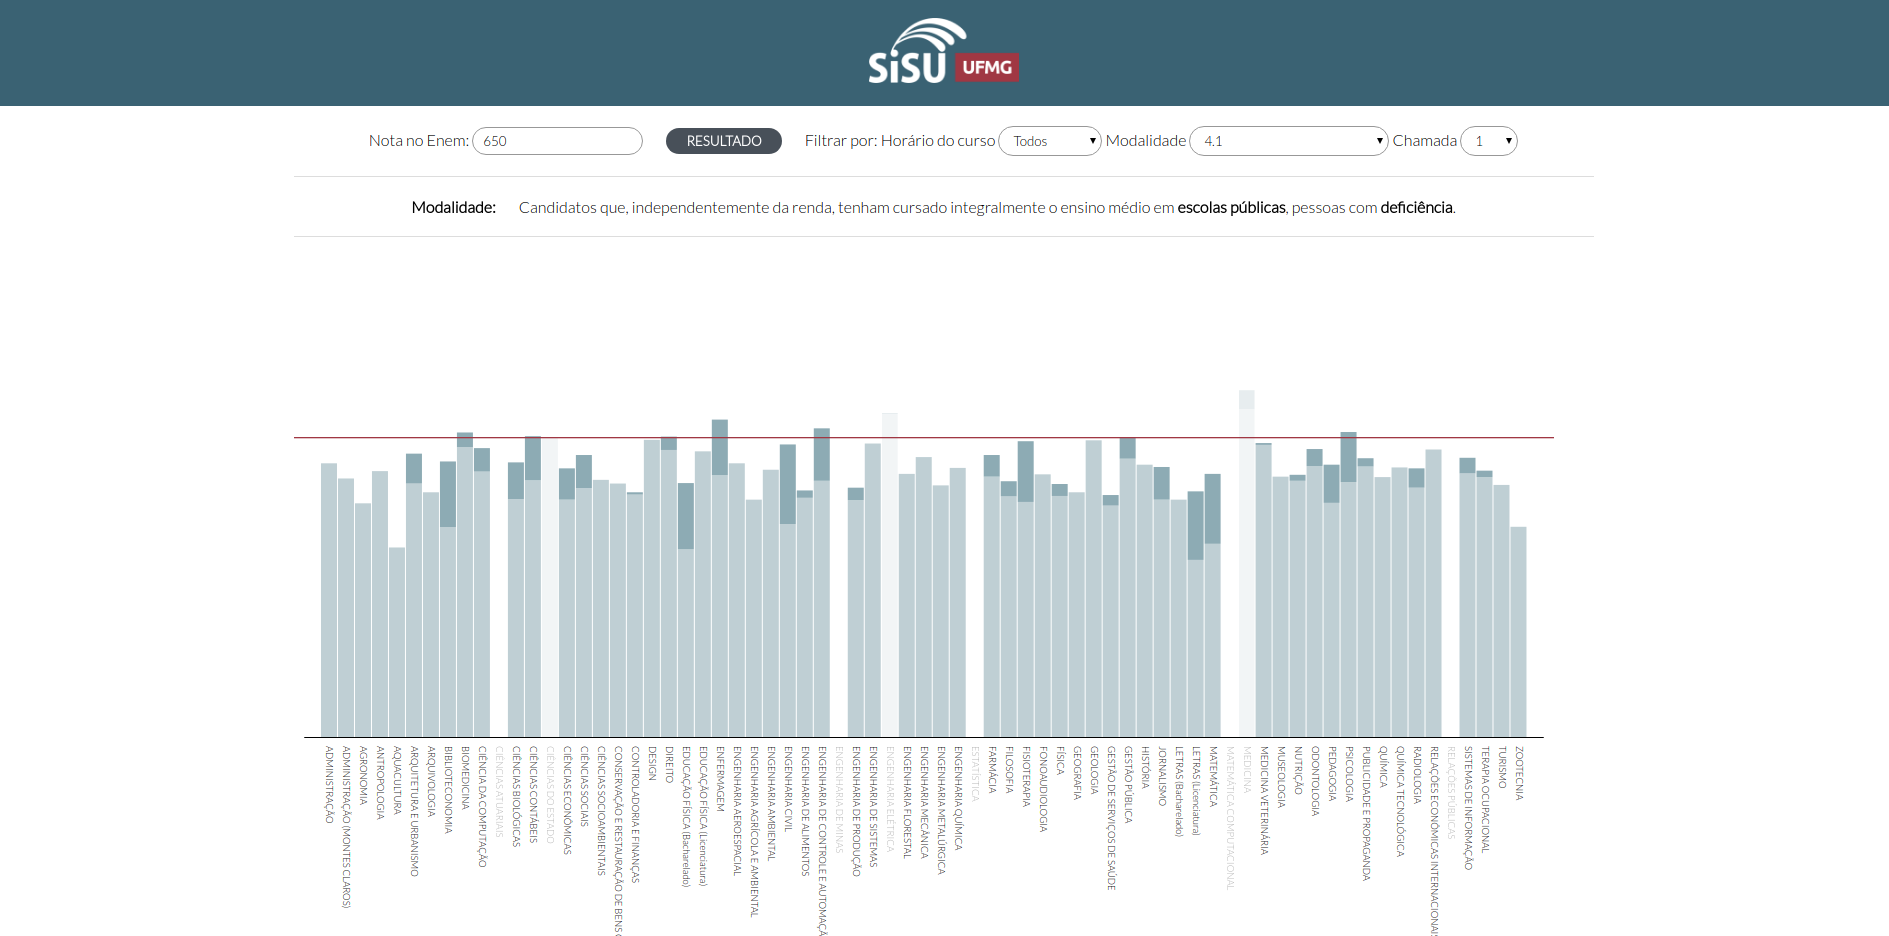 SiSU UFMG
Nota no Enem: 650 RESULTADO Filtrar por: Horário do curso Todos Modalidade 4.1 Chamada 1
Modalidade: Candidatos que, independentemente da renda, tenham cursado integralmente o ensino médio em escolas públicas, pessoas com deficiência.
ADMINISTRAÇÃO
ADMINISTRAÇÃO (MONTES CLAROS)
AGRONOMIA
ANTROPOLOGIA
AQUACULTURA
ARQUITETURA E URBANISMO
ARQUIVOLOGIA
BIBLIOTECONOMIA
BIOMEDICINA
CIÊNCIA DA COMPUTAÇÃO
CIÊNCIAS ATUARIAIS
CIÊNCIAS BIOLÓGICAS
CIÊNCIAS CONTÁBEIS
CIÊNCIAS DO ESTADO
CIÊNCIAS ECONÔMICAS
CIÊNCIAS SOCIAIS
CIÊNCIAS SOCIOAMBIENTAIS
CONSERVAÇÃO E RESTAURAÇÃO DE BENS
CONTROLADORIA E FINANÇAS
DESIGN
DIREITO
EDUCAÇÃO FÍSICA (Bacharelado)
EDUCAÇÃO FÍSICA (Licenciatura)
ENFERMAGEM
ENGENHARIA AEROESPACIAL
ENGENHARIA AGRÍCOLA E AMBIENTAL
ENGENHARIA AMBIENTAL
ENGENHARIA CIVIL
ENGENHARIA DE ALIMENTOS
ENGENHARIA DE CONTROLE E AUTOMAÇÃ
ENGENHARIA DE MINAS
ENGENHARIA DE PRODUÇÃO
ENGENHARIA DE SISTEMAS
ENGENHARIA ELÉTRICA
ENGENHARIA FLORESTAL
ENGENHARIA MECÂNICA
ENGENHARIA METALÚRGICA
ENGENHARIA QUÍMICA
ESTATÍSTICA
FARMÁCIA
FILOSOFIA
FISIOTERAPIA
FONOAUDIOLOGIA
FÍSICA
GEOGRAFIA
GEOLOGIA
GESTÃO DE SERVIÇOS DE SAÚDE
GESTÃO PÚBLICA
HISTÓRIA
JORNALISMO
LETRAS (Bacharelado)
LETRAS (Licenciatura)
MATEMÁTICA
MATEMÁTICA COMPUTACIONAL
MEDICINA
MEDICINA VETERINÁRIA
MUSEOLOGIA
NUTRIÇÃO
ODONTOLOGIA
PEDAGOGIA
PSICOLOGIA
PUBLICIDADE E PROPAGANDA
QUÍMICA
QUÍMICA TECNOLÓGICA
RADIOLOGIA
RELAÇÕES ECONÔMICAS INTERNACIONAIS
RELAÇÕES PÚBLICAS
SISTEMAS DE INFORMAÇÃO
TERAPIA OCUPACIONAL
TURISMO
ZOOTECNIA